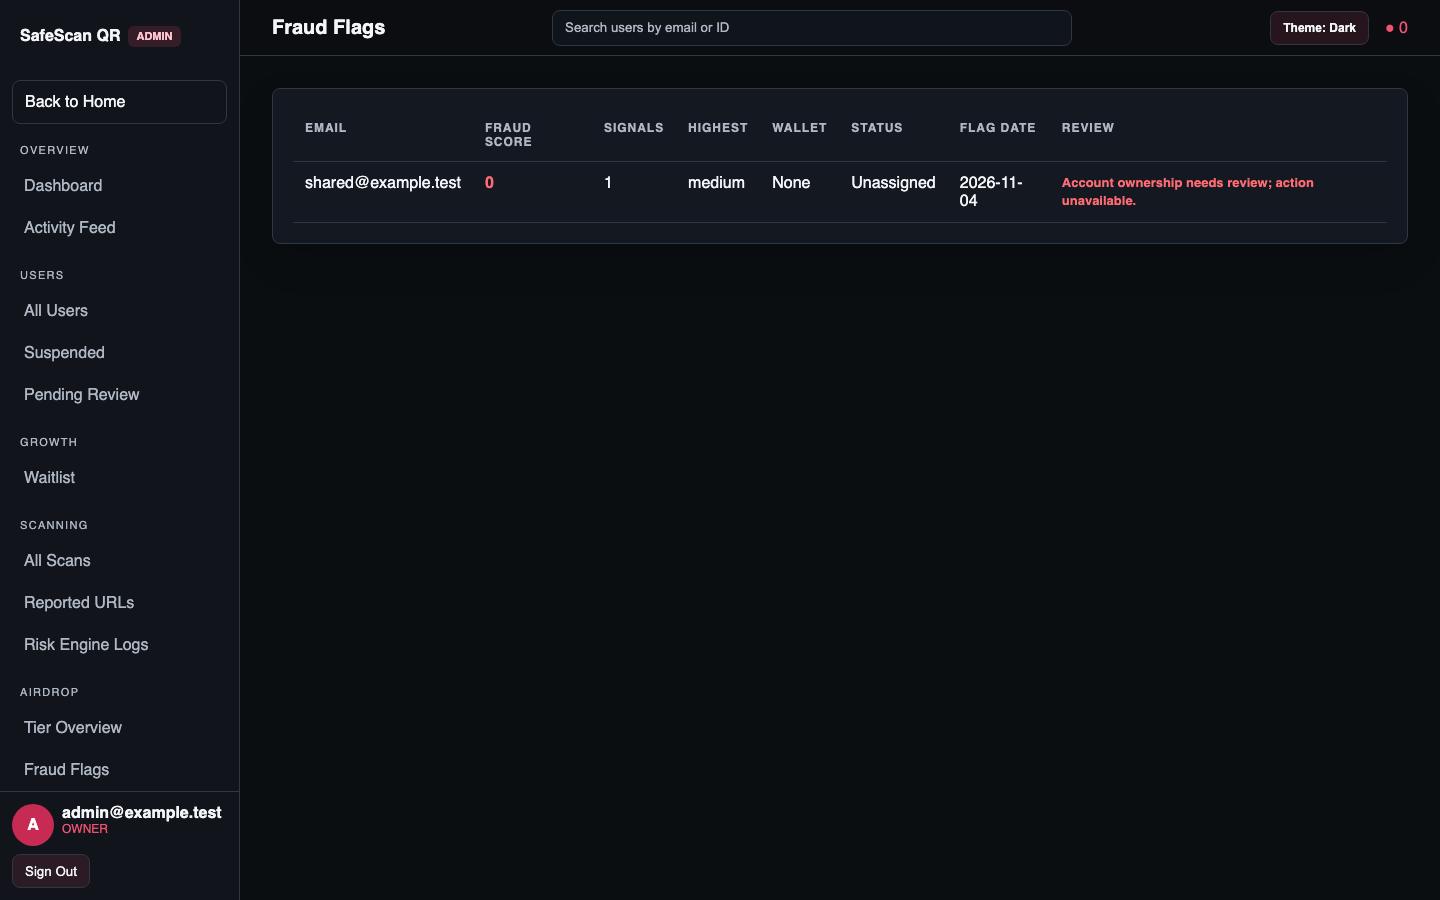 SafeScan QR ADMIN
Back to Home
OVERVIEW
Dashboard
Activity Feed
USERS
All Users
Suspended
Pending Review
GROWTH
Waitlist
SCANNING
All Scans
Reported URLs
Risk Engine Logs
AIRDROP
Tier Overview
Fraud Flags
A
admin@example.test
OWNER
Sign Out
Fraud Flags
Search users by email or ID
Theme: Dark
0
EMAIL FRAUD SCORE SIGNALS HIGHEST WALLET STATUS FLAG DATE REVIEW
shared@example.test 0 1 medium None Unassigned 2026-11-04 Account ownership needs review; action unavailable.